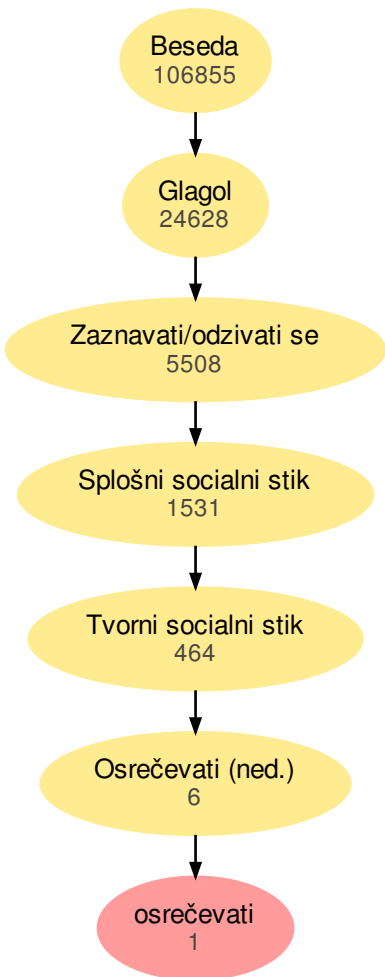 Beseda
106855
Glagol
24628
Zaznavati/odzivati se
5508
Splošni socialni stik
1531
Tvorni socialni stik
464
Osrečevati (ned.)
6
osrečevati
1